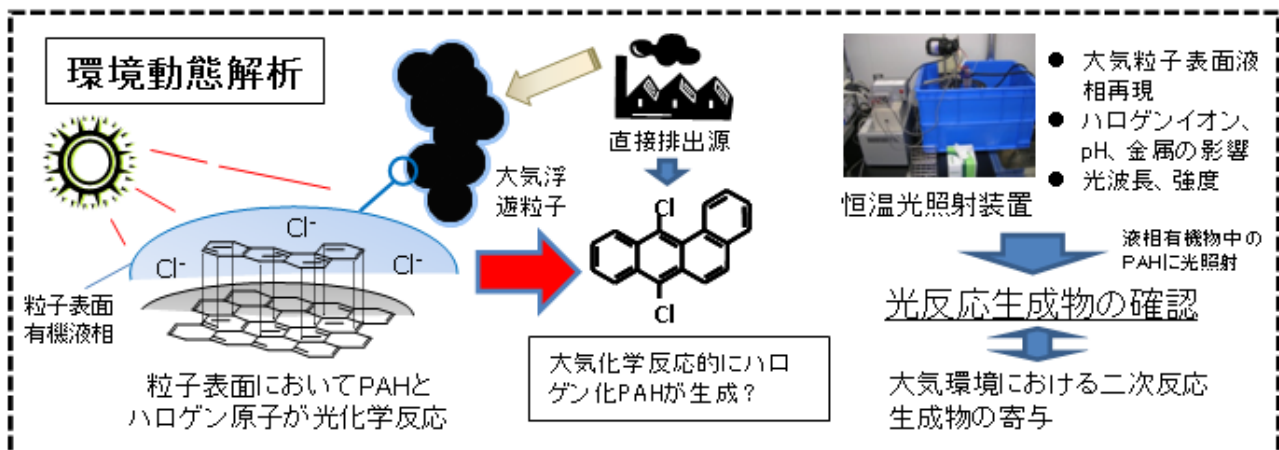 環境動態解析
直接排出源
大気浮
遊粒子
Cl⁻
Cl⁻
Cl⁻
粒子表面
有機液相
粒子表面においてPAHと
ハロゲン原子が光化学反応
Cl
Cl
大気化学反応的にハロ
ゲン化PAHが生成?
● 大気粒子表面液
相再現
● ハロゲンイオン、
pH、金属の影響
● 光波長、強度
恒温光照射装置
液相有機物中の
PAHに光照射
光反応生成物の確認
大気環境における二次反応
生成物の寄与